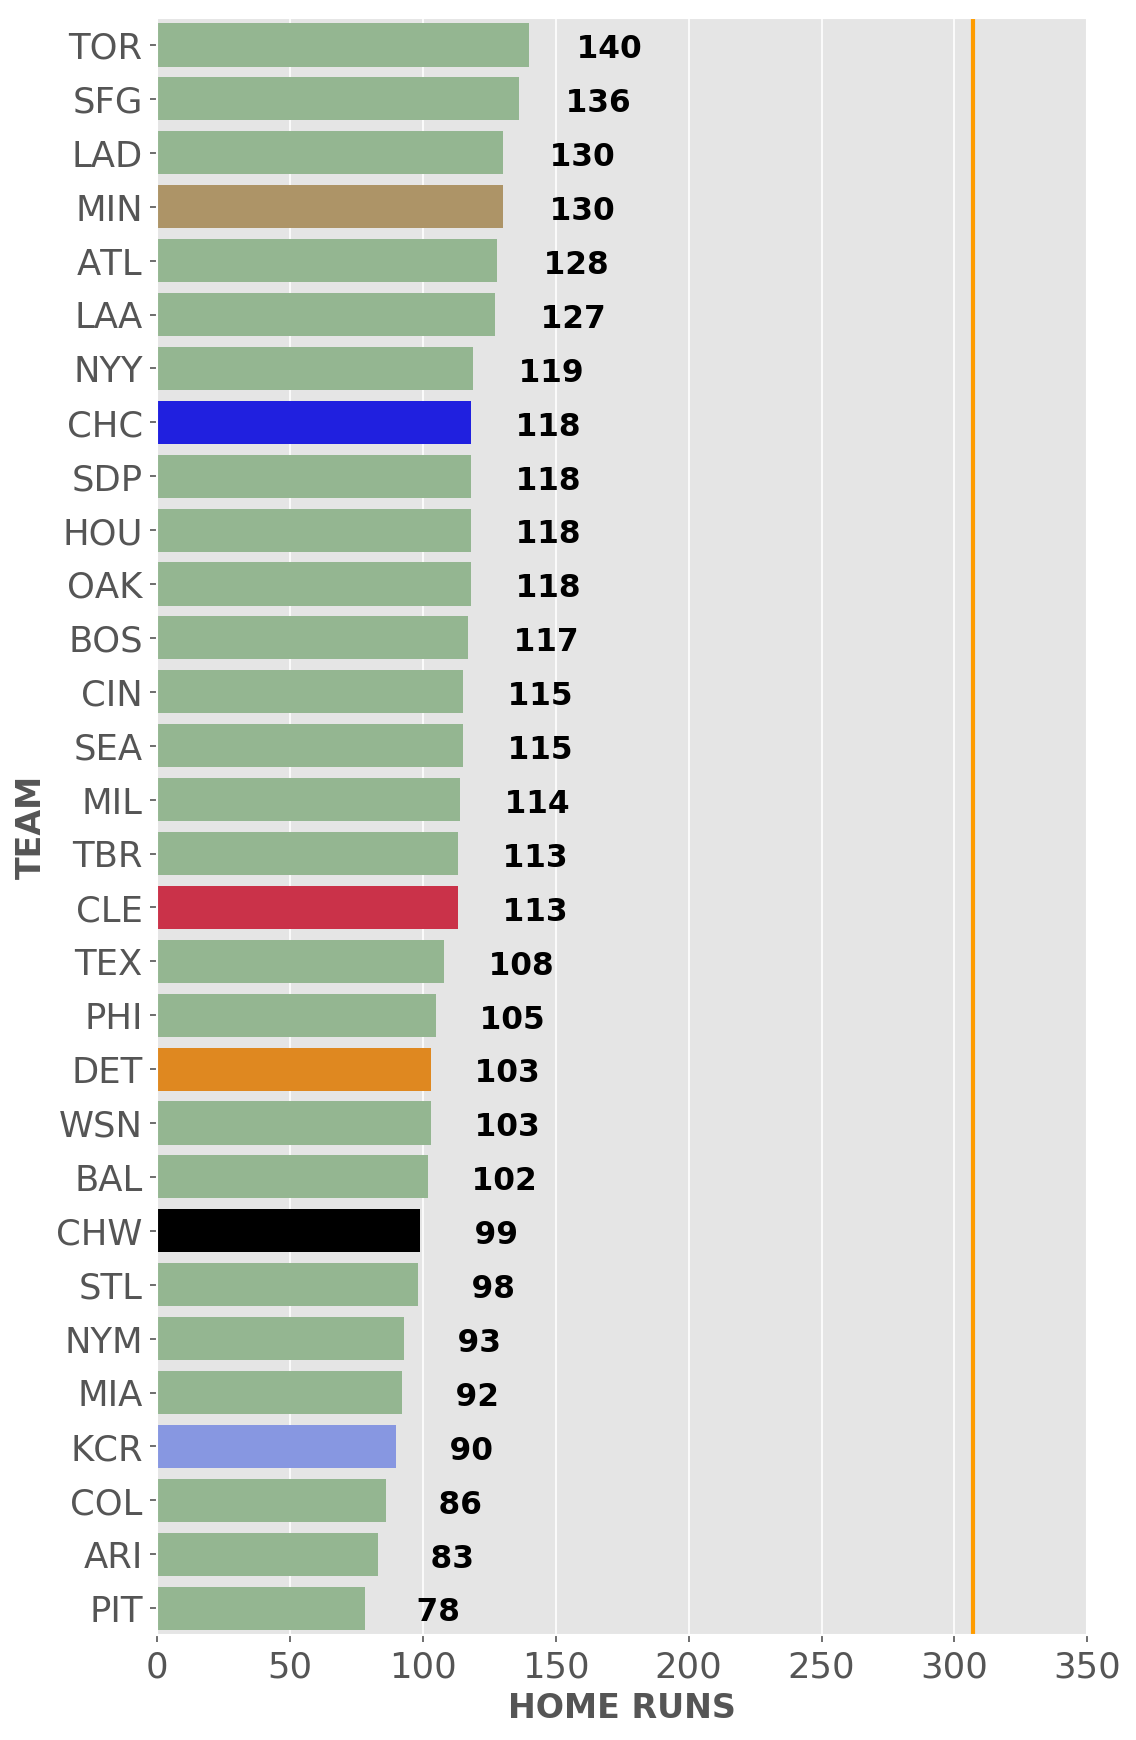 TOR 140
SFG 136
LAD 130
MIN 130
ATL 128
LAA 127
NYY 119
CHC 118
SDP 118
HOU 118
OAK 118
BOS 117
CIN 115
SEA 115
MIL 114
TBR 113
CLE 113
TEX 108
PHI 105
DET 103
WSN 103
BAL 102
CHW 99
STL 98
NYM 93
MIA 92
KCR 90
COL 86
ARI 83
PIT 78
TEAM
0 50 100 150 200 250 300 350
HOME RUNS